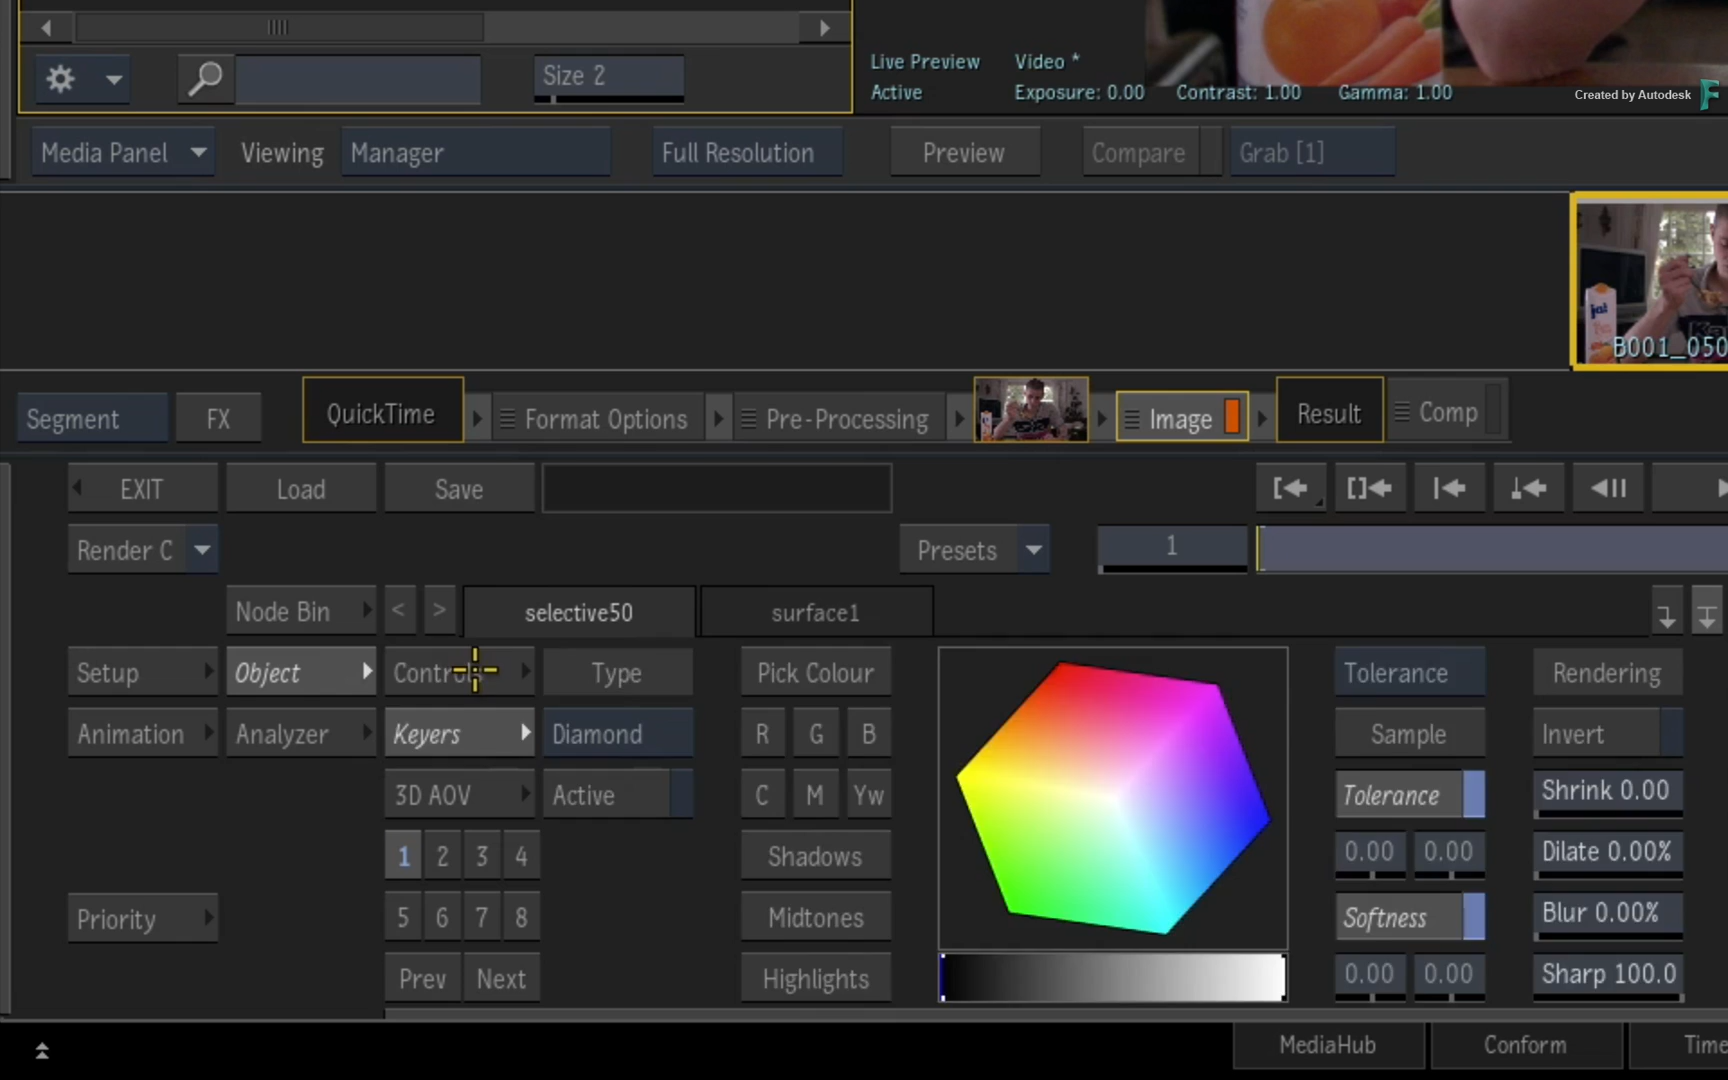 Size 2
Live Preview
Video *
Active
Exposure: 0.00
Contrast: 1.00
Gamma: 1.00
Created by Autodesk
Media Panel
Viewing
Manager
Full Resolution
Preview
Compare
Grab [1]
ja!
B001_050
Segment
FX
QuickTime
Format Options
Pre-Processing
Image
Result
Comp
EXIT
Load
Save
Render C
Presets
1
Node Bin
<
>
selective50
surface1
Setup
Object
Type
Pick Colour
Tolerance
Rendering
Animation
Analyzer
Keyers
Diamond
R
G
B
Sample
Invert
3D AOV
Active
C
M
Yw
Tolerance
Shrink 0.00
1
2
3
4
Shadows
0.00
0.00
Dilate 0.00%
Priority
5
6
7
8
Midtones
Softness
Blur 0.00%
Prev
Next
Highlights
0.00
0.00
Sharp 100.0
MediaHub
Conform
Time